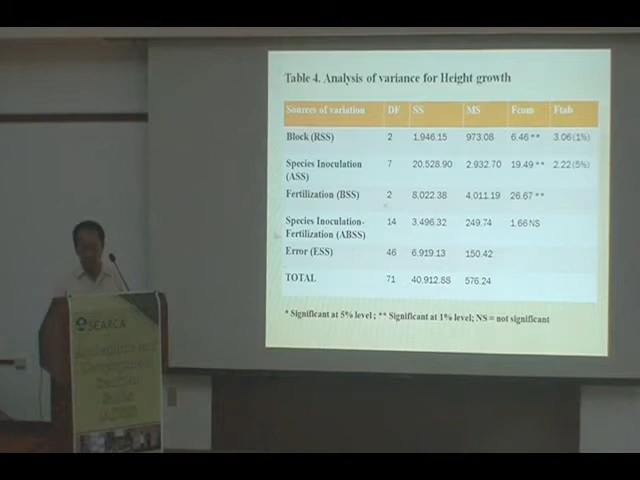 Table 4. Analysis of variance for Height growth
Sources of variation DF SS MS Fcom Ftab
Block (RSS) 2 1,946.15 973.08 6.46 ** 3.06 (1%)
Species Inoculation (ASS) 7 20,528.90 2,932.70 19.49 ** 2.22 (5%)
Fertilization (BSS) 2 8,022.38 4,011.19 26.67 **
Species Inoculation-
Fertilization (ABSS) 14 3,496.32 249.74 1.66 NS
Error (ESS) 46 6,919.13 150.42
TOTAL 71 40,912.88 576.24
* Significant at 5% level ; ** Significant at 1% level; NS = not significant
SEARCA
Agriculture and
Development
Seminar
Series